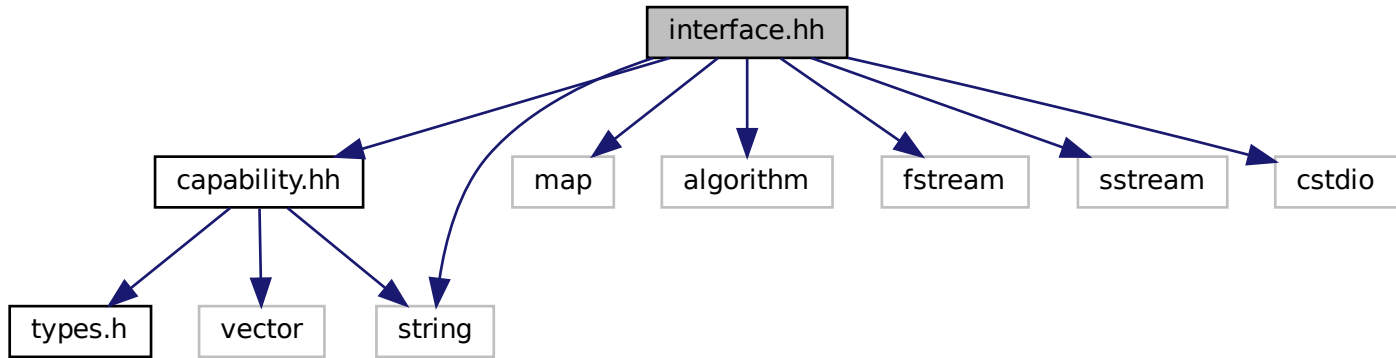 interface.hh
capability.hh
map
algorithm
fstream
sstream
cstdio
types.h
vector
string